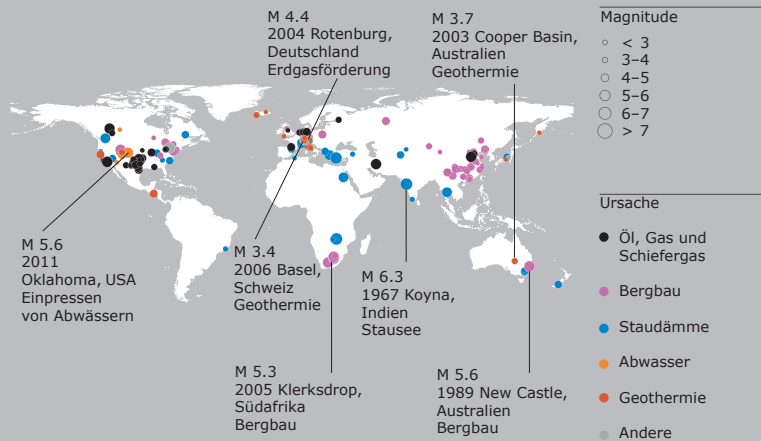 M 4.4
2004 Rotenburg,
Deutschland
Erdgasförderung
M 3.7
2003 Cooper Basin,
Australien
Geothermie
M 5.6
2011
Oklahoma, USA
Einpressen
von Abwässern
M 3.4
2006 Basel,
Schweiz
Geothermie
M 6.3
1967 Koyna,
Indien
Stausee
M 5.3
2005 Klerksdrop,
Südafrika
Bergbau
M 5.6
1989 New Castle,
Australien
Bergbau
Magnitude
< 3
3–4
4–5
5–6
6–7
> 7
Ursache
Öl, Gas und
Schiefergas
Bergbau
Staudämme
Abwasser
Geothermie
Andere